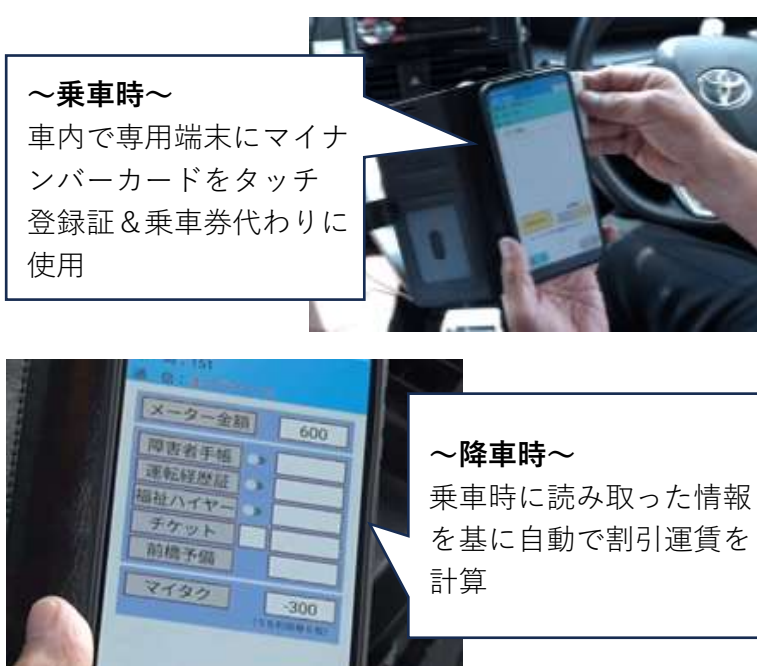 ～乗車時～
車内で専用端末にマイナ
ンバーカードをタッチ
登録証＆乗車券代わりに
使用
：151
メーター金額
600
障害者手帳
運転経歴証
福祉ハイヤー
チケット
前橋予備
マイタク
-300
～降車時～
乗車時に読み取った情報
を基に自動で割引運賃を
計算